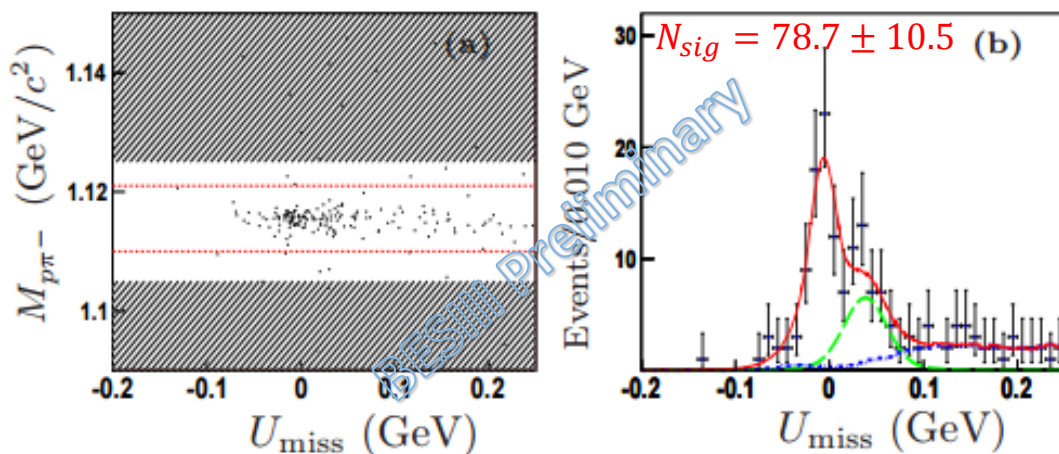 (a)
1.14
1.12
1.1
M_{pπ^-} (GeV/c^2)
-0.2 -0.1 0 0.1 0.2
U_miss (GeV)
N_{sig} = 78.7 ± 10.5
(b)
30
20
10
Events/0.010 GeV
-0.2 -0.1 0 0.1 0.2
U_miss (GeV)
BESIII Preliminary